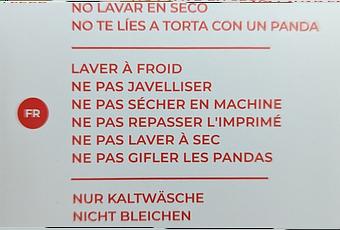 NO LAVAR EN SECO
NO TE LÍES A TORTA CON UN PANDA
FR
LAVER À FROID
NE PAS JAVELLISER
NE PAS SÉCHER EN MACHINE
NE PAS REPASSER L'IMPRIMÉ
NE PAS LAVER À SEC
NE PAS GIFLER LES PANDAS
NUR KALTWÄSCHE
NICHT BLEICHEN